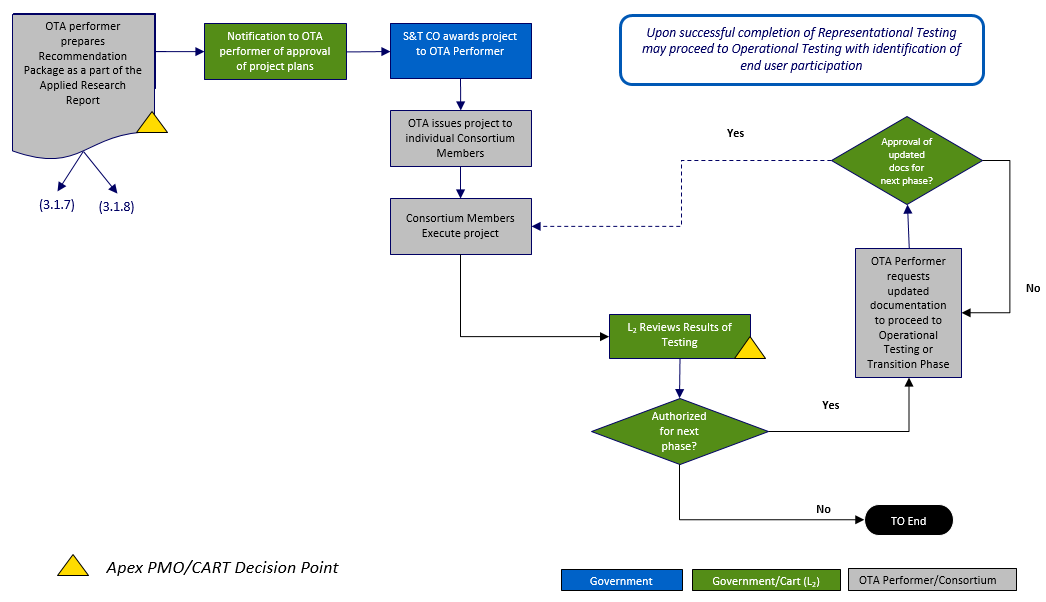 OTA performer
prepares
Recommendation
Package as a part of the
Applied Research
Report
(3.1.7)
(3.1.8)
Notification to OTA
performer of approval
of project plans
S&T CO awards project
to OTA Performer
OTA issues project to
individual Consortium
Members
Consortium Members
Execute project
Upon successful completion of Representational Testing
may proceed to Operational Testing with identification of
end user participation
Yes
Approval of
updated
docs for
next phase?
No
OTA Performer
requests
updated
documentation
to proceed to
Operational
Testing or
Transition Phase
L₂ Reviews Results of
Testing
Authorized
for next
phase?
Yes
No
TO End
Apex PMO/CART Decision Point
Government
Government/Cart (L₂)
OTA Performer/Consortium